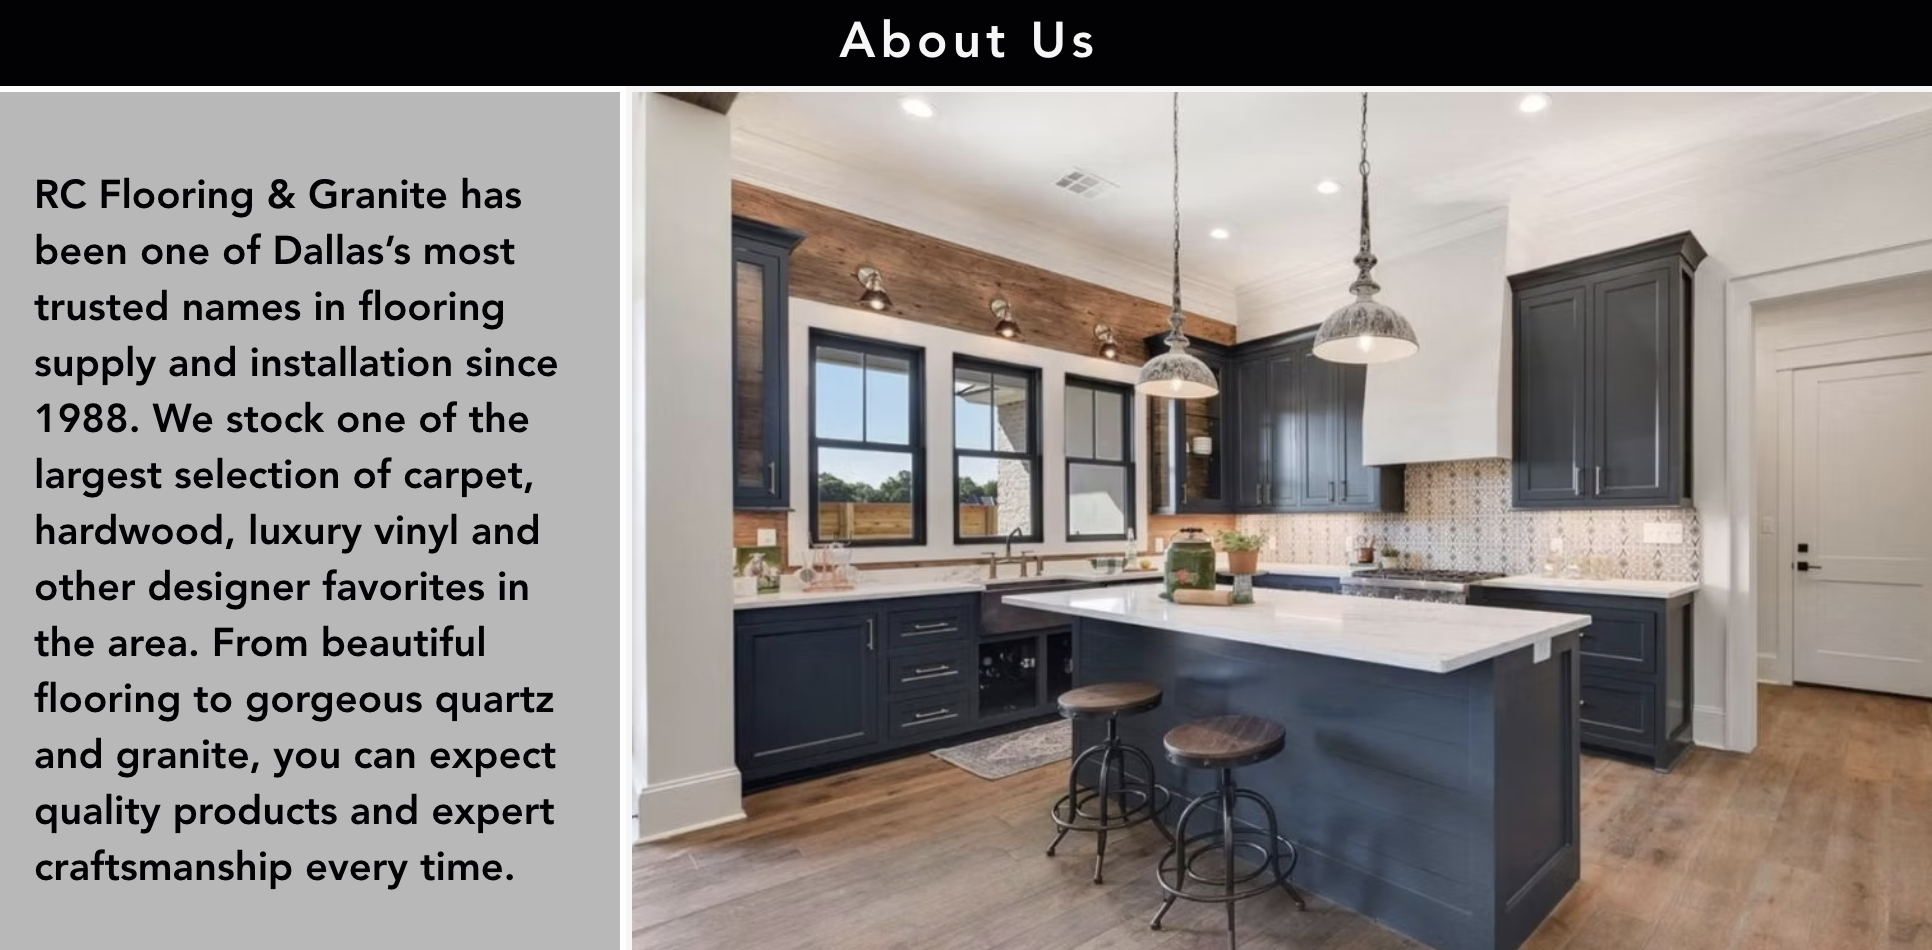 About Us
RC Flooring & Granite has
been one of Dallas’s most
trusted names in flooring
supply and installation since
1988. We stock one of the
largest selection of carpet,
hardwood, luxury vinyl and
other designer favorites in
the area. From beautiful
flooring to gorgeous quartz
and granite, you can expect
quality products and expert
craftsmanship every time.